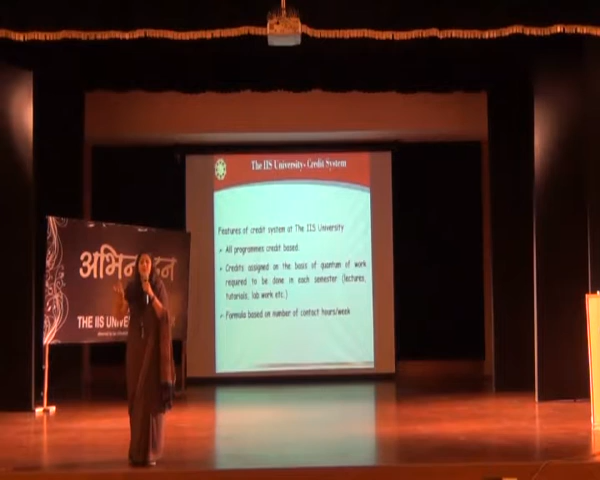 The IIS University- Credit System
Features of credit system at The IIS University
All programmes credit based.
Credits assigned on the basis of quantum of work
required to be done in each semester (lectures,
tutorials, lab work etc.)
Formula based on number of contact hours/week
THE IIS